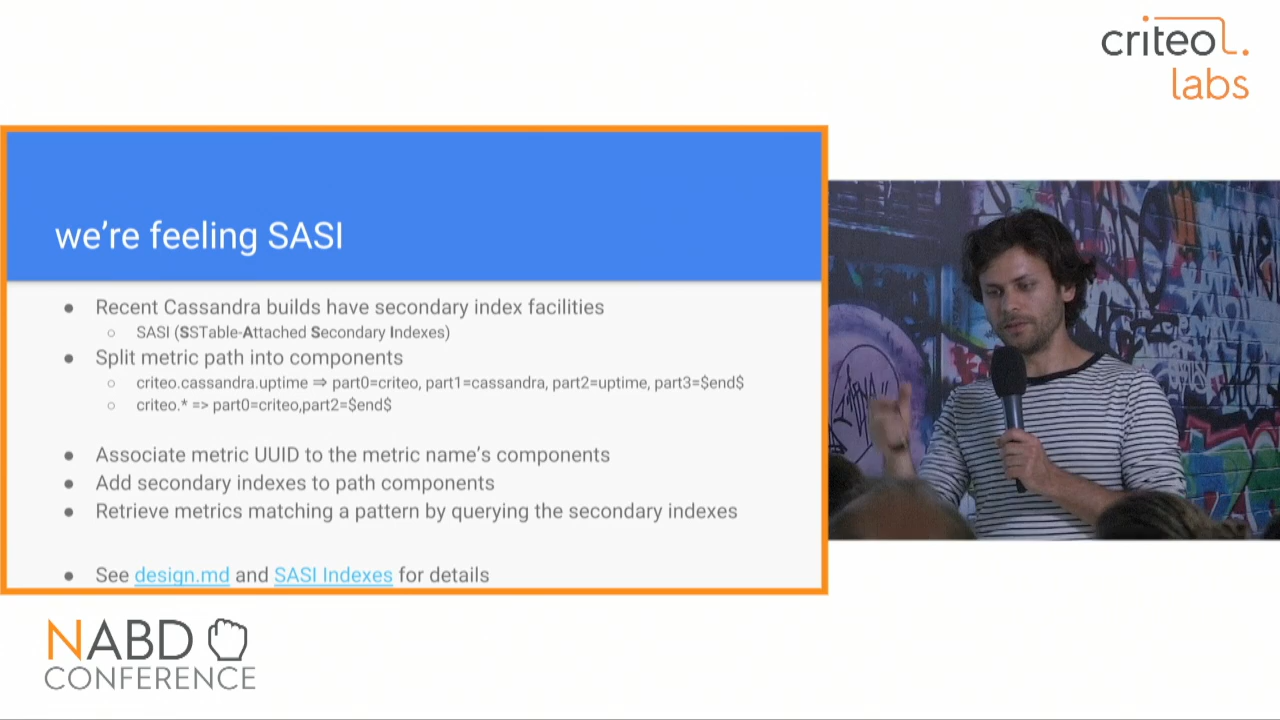 criteo.
labs
we're feeling SASI
● Recent Cassandra builds have secondary index facilities
○ SASI (SSTable-Attached Secondary Indexes)
● Split metric path into components
○ criteo.cassandra.uptime ⇒ part0=criteo, part1=cassandra, part2=uptime, part3=$end$
○ criteo.* => part0=criteo,part2=$end$
● Associate metric UUID to the metric name's components
● Add secondary indexes to path components
● Retrieve metrics matching a pattern by querying the secondary indexes
● See design.md and SASI Indexes for details
NABD
CONFERENCE